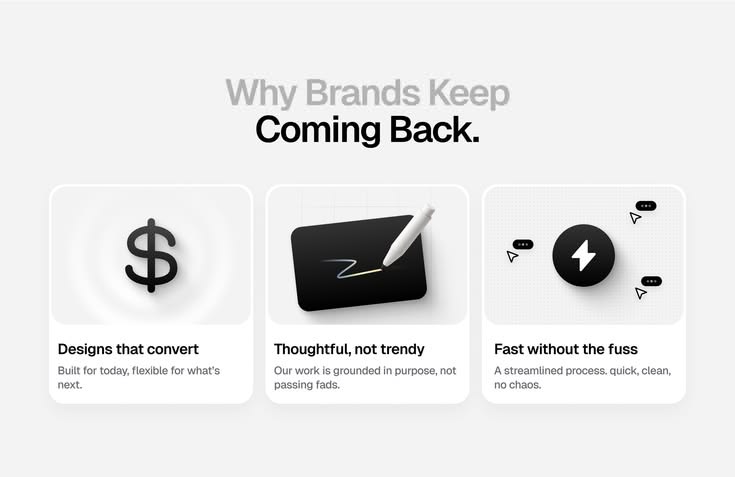 Why Brands Keep
Coming Back.
Designs that convert
Built for today, flexible for what's
next.
Thoughtful, not trendy
Our work is grounded in purpose, not
passing fads.
Fast without the fuss
A streamlined process. quick, clean,
no chaos.